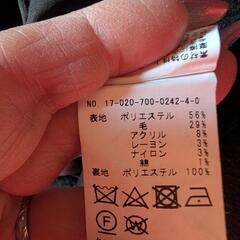 NO. 17-020-700-0242-4-0
表地 ポリエステル 56%
毛 29%
アクリル 8%
レーヨン 3%
ナイロン 3%
綿 1%
裏地 ポリエステル 100%